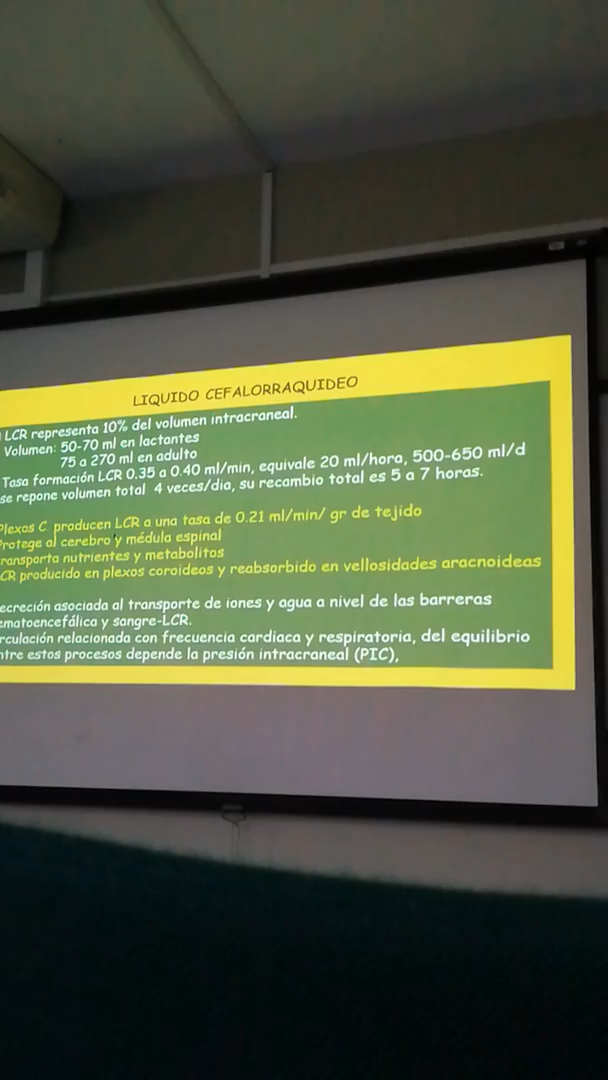 LIQUIDO CEFALORRAQUIDEO
LCR representa 10% del volumen intracraneal.
Volumen: 50-70 ml en lactantes
75 a 270 ml en adulto
Tasa formación LCR 0.35 a 0.40 ml/min, equivale 20 ml/hora, 500-650 ml/d
se repone volumen total 4 veces/dia, su recambio total es 5 a 7 horas.
Plexos C producen LCR a una tasa de 0.21 ml/min/ gr de tejido
Protege al cerebro y médula espinal
ransporta nutrientes y metabolitos
CR producido en plexos coroideos y reabsorbido en vellosidades aracnoideas
ecreción asociada al transporte de iones y agua a nivel de las barreras
ematoencefálica y sangre-LCR.
rculación relacionada con frecuencia cardiaca y respiratoria, del equilibrio
ntre estos procesos depende la presión intracraneal (PIC),